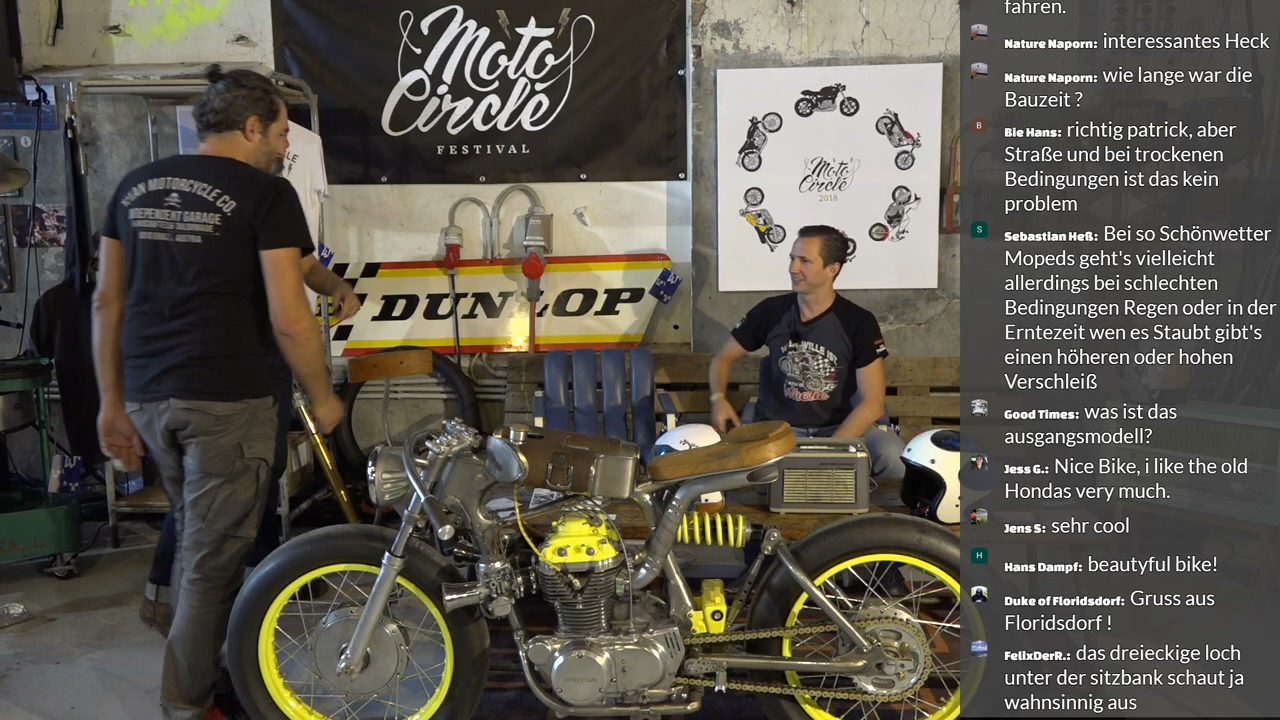 Moto
Circle
FESTIVAL
Moto
Circle
2018
MOTORCYCLE CO.
INDEPENDENT GARAGE
DUNLOP
HONDA
fahren.
Nature Naporn: interessantes Heck
Nature Naporn: wie lange war die
Bauzeit ?
B
Bie Hans: richtig patrick, aber
Straße und bei trockenen
Bedingungen ist das kein
problem
S
Sebastian Heß: Bei so Schönwetter
Mopeds geht's vielleicht
allerdings bei schlechten
Bedingungen Regen oder in der
Erntezeit wen es Staubt gibt's
einen höheren oder hohen
Verschleiß
Good Times: was ist das
ausgangsmodell?
Jess G.: Nice Bike, i like the old
Hondas very much.
Jens S: sehr cool
H
Hans Dampf: beautyful bike!
Duke of Floridsdorf: Gruss aus
Floridsdorf !
FelixDerR.: das dreieckige loch
unter der sitzbank schaut ja
wahnsinnig aus